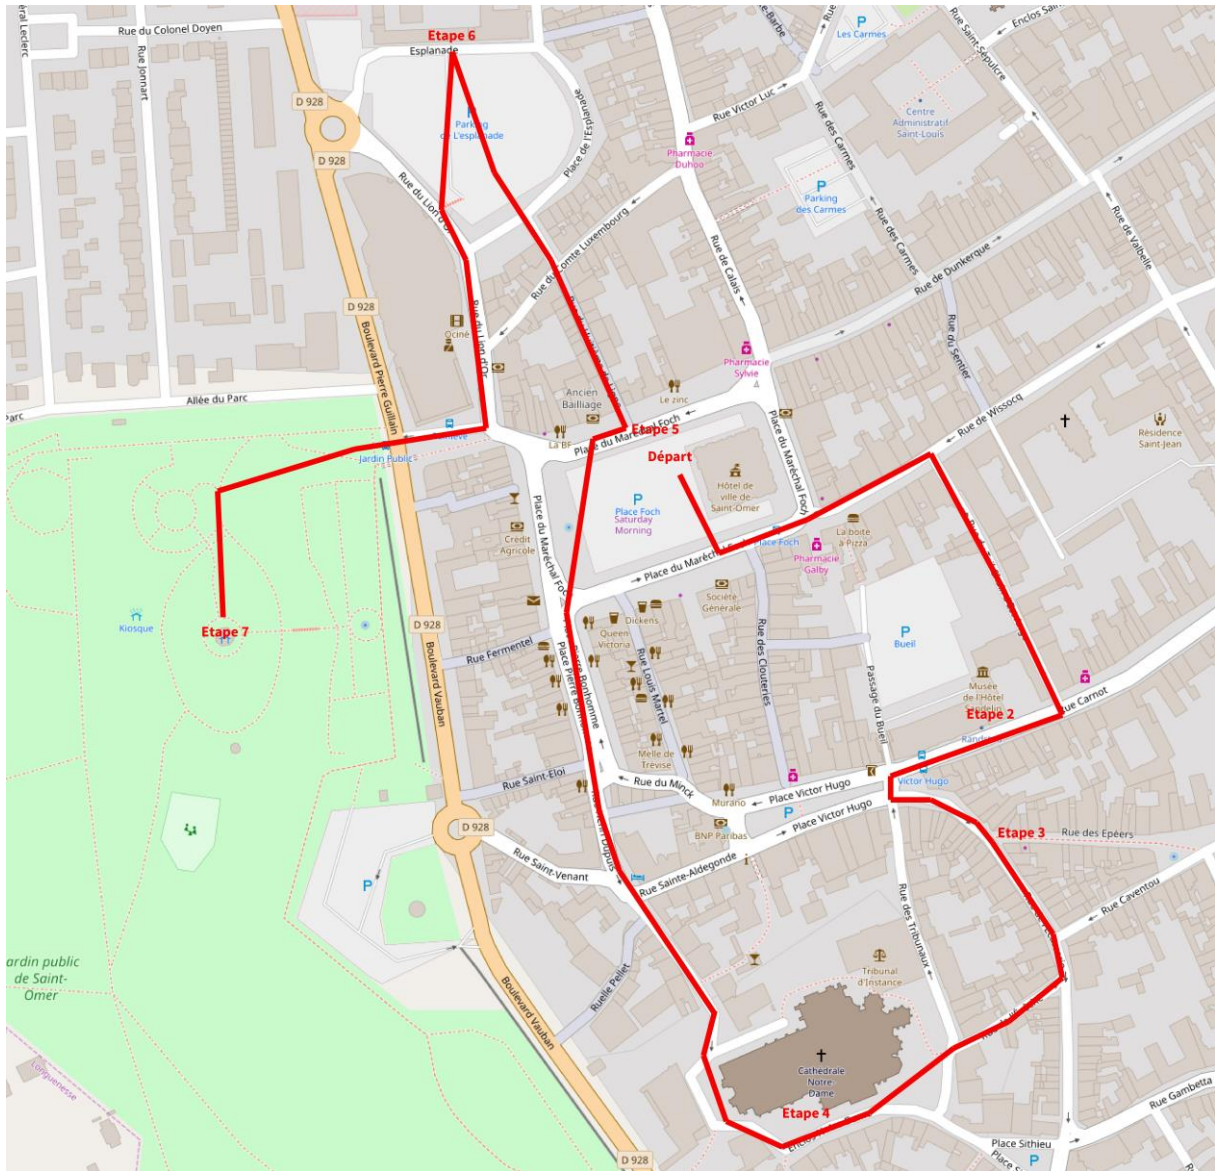 Rue du Colonel Doyen
Rue Jonnart
Etape 6
Esplanade
D 928
D 928
P
Parking
de L'esplanade
Place de l'Esplanade
Rue du Lion d'Or
Rue du Comte Luxembourg
Rue Victor Luc
Pharmacie
Duhoo
P
Les Carmes
Rue Saint-Sépulcre
Centre
Administratif
Saint-Louis
Rue des Carmes
P
Parking
des Carmes
Rue des Carmes
Rue de Calais
Rue de Dunkerque
Rue de Valbelle
D 928
Boulevard Pierre Guillain
Ociné
Rue du Lion d'Or
Rue du Sentier
Pharmacie
Sylvie
Allée du Parc
Parc
Ancien
Bailliage
Le zinc
Place du Maréchal Foch
Etape 5
Départ
Place du Maréchal Foch
Rue de Wissocq
Résidence
Saint-Jean
Jardin Public
P
Place Foch
Saturday
Morning
Hôtel de
ville de
Saint-Omer
Crédit
Agricole
Place du Maréchal Foc
Place du Maréchal
Place Foch
Pharmacie
Galby
La boite
à Pizza
Société
Générale
Dickens
Queen
Victoria
Kiosque
Etape 7
D 928
Rue Fermentel
Boulevard Vauban
Rue Louis Martel
Rue des Clouteries
P
Bueil
Passage du Bueil
Musée
de l'Hôtel
Sandelin
Etape 2
Rue Carnot
Melle de
Trévise
Rue Saint-Eloi
Rue du Minck
Murano
Place Victor Hugo
Victor Hugo
P
Place Victor Hugo
D 928
BNP Paribas
Etape 3
Rue des Epéers
Rue Saint-Venant
Rue Sainte-Aldegonde
Rue Caventou
P
Rue des Tribunaux
Ruelle Pellet
Tribunal
d'Instance
Jardin public
de Saint-
Omer
Boulevard Vauban
Longuenesse
Cathédrale
Notre-
Dame
Etape 4
Rue Gambetta
Place Sithieu
P
D 928